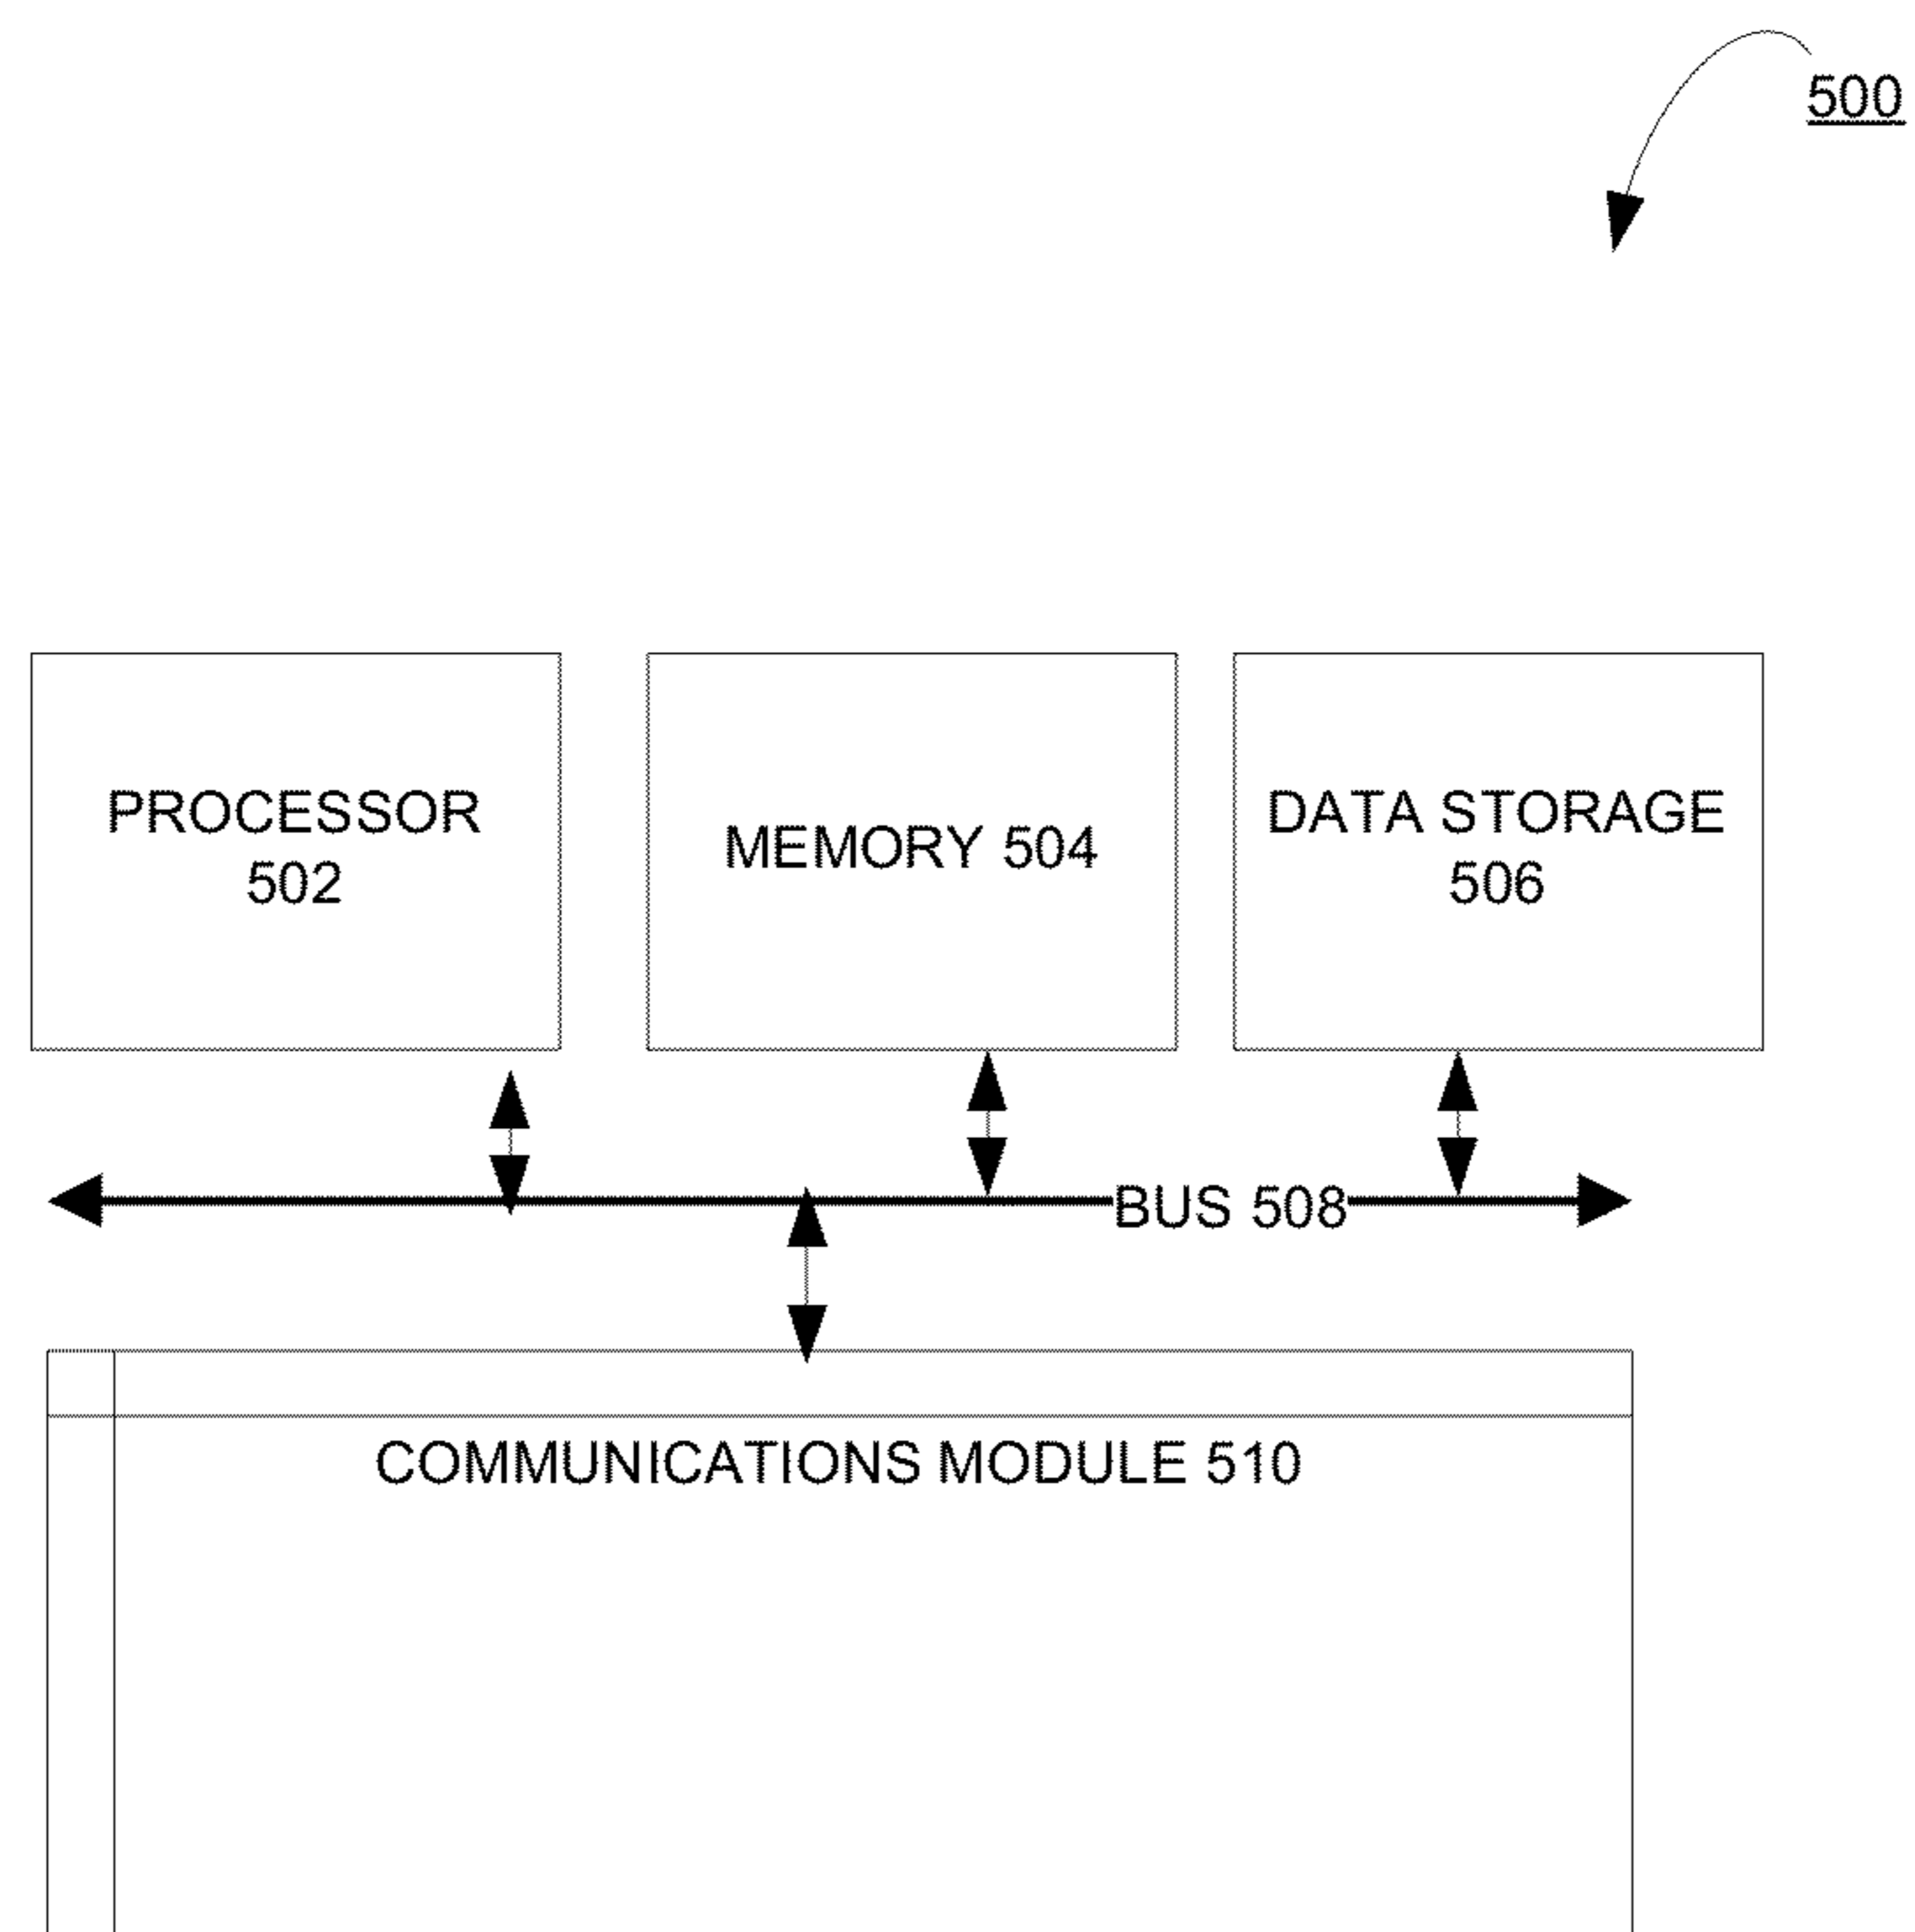 500
PROCESSOR
502
MEMORY 504
DATA STORAGE
506
BUS 508
COMMUNICATIONS MODULE 510